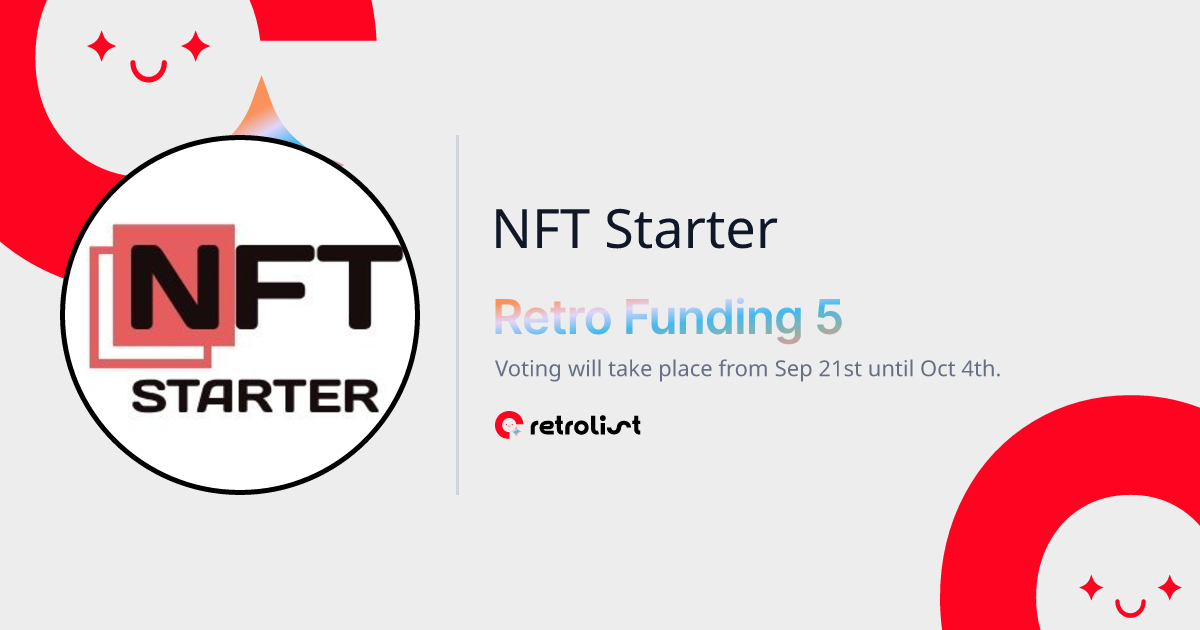 NFT
STARTER
NFT Starter
Retro Funding 5
Voting will take place from Sep 21st until Oct 4th.
retrolist